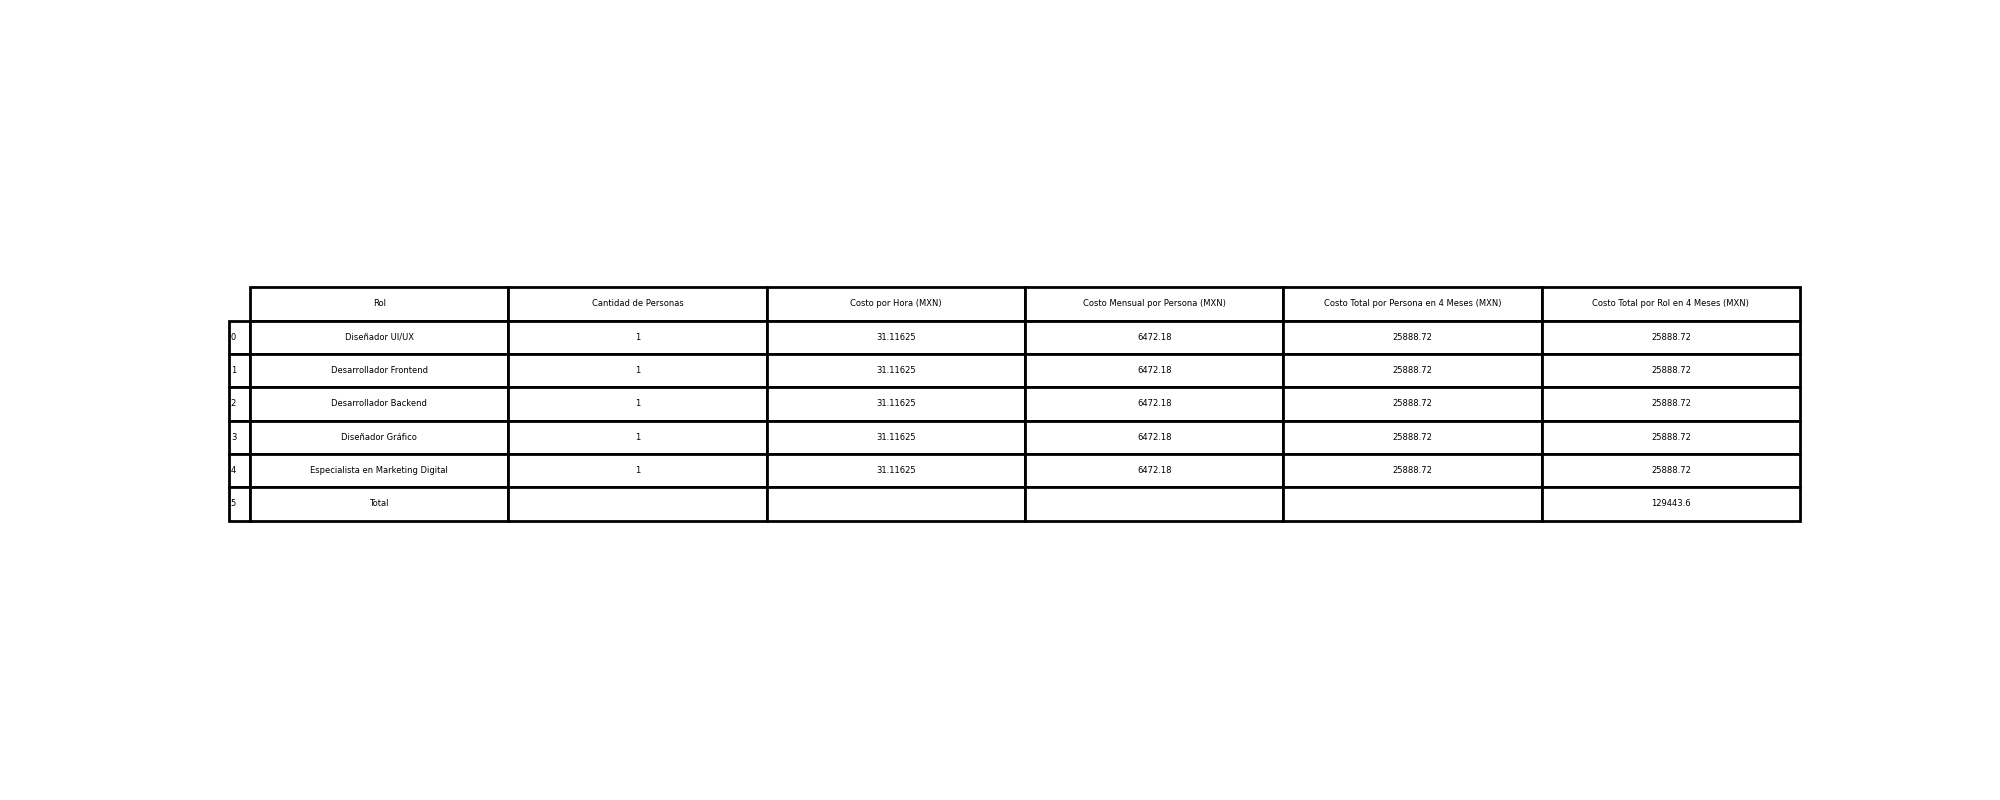 Rol Cantidad de Personas Costo por Hora (MXN) Costo Mensual por Persona (MXN) Costo Total por Persona en 4 Meses (MXN) Costo Total por Rol en 4 Meses (MXN)
0 Diseñador UI/UX 1 31.11625 6472.18 25888.72 25888.72
1 Desarrollador Frontend 1 31.11625 6472.18 25888.72 25888.72
2 Desarrollador Backend 1 31.11625 6472.18 25888.72 25888.72
3 Diseñador Gráfico 1 31.11625 6472.18 25888.72 25888.72
4 Especialista en Marketing Digital 1 31.11625 6472.18 25888.72 25888.72
5 Total 129443.6